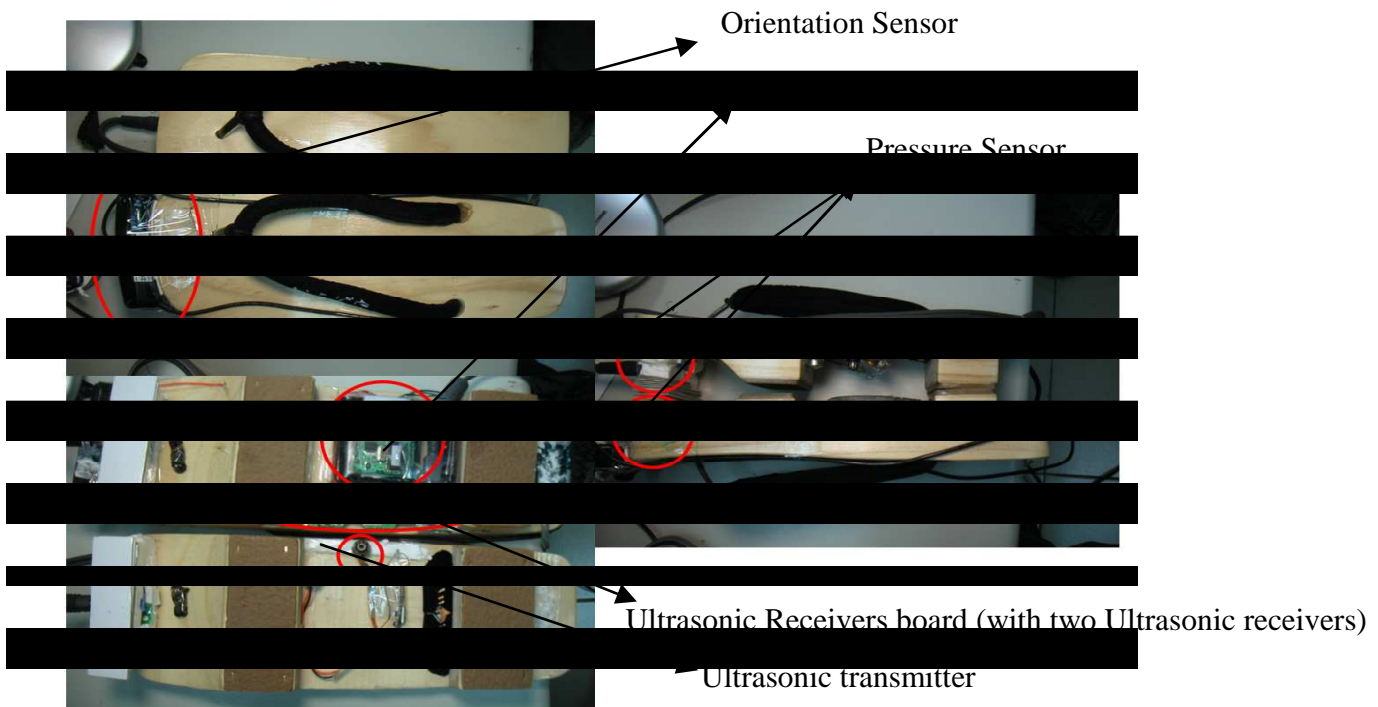 Orientation Sensor
Pressure Sensor
Ultrasonic Receivers board (with two Ultrasonic receivers)
Ultrasonic transmitter